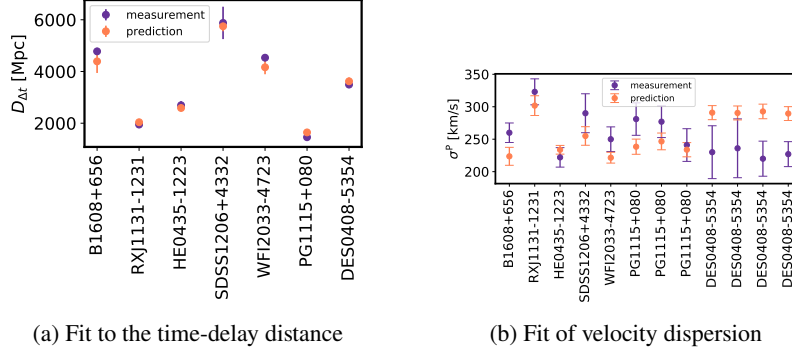 measurement
prediction
6000
4000
2000
D_{Δt} [Mpc]
B1608+656
RXJ1131-1231
HE0435-1223
SDSS1206+4332
WFI2033-4723
PG1115+080
DES0408-5354
(a) Fit to the time-delay distance
measurement
prediction
350
300
250
200
σ^P [km/s]
B1608+656
RXJ1131-1231
HE0435-1223
SDSS1206+4332
WFI2033-4723
PG1115+080
PG1115+080
PG1115+080
DES0408-5354
DES0408-5354
DES0408-5354
DES0408-5354
(b) Fit of velocity dispersion